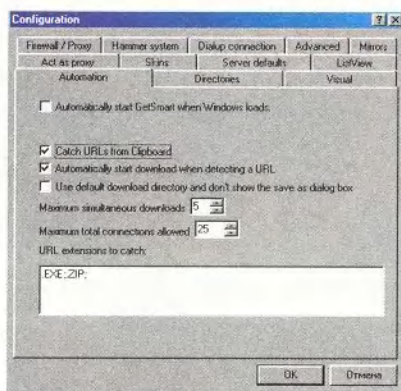 Configuration
Firewall / Proxy
Hammer system
Dialup connection
Advanced
Mirrors
Act as proxy
Skins
Server defaults
ListView
Automation
Directories
Visual
Automatically start GetSmart when Windows loads.
Catch URLs from Clipboard
Automatically start download when detecting a URL
Use default download directory and don't show the save as dialog box
Maximum simultaneous downloads 5
Maximum total connections allowed 25
URL extensions to catch:
.EXE;.ZIP;
OK
Отмена